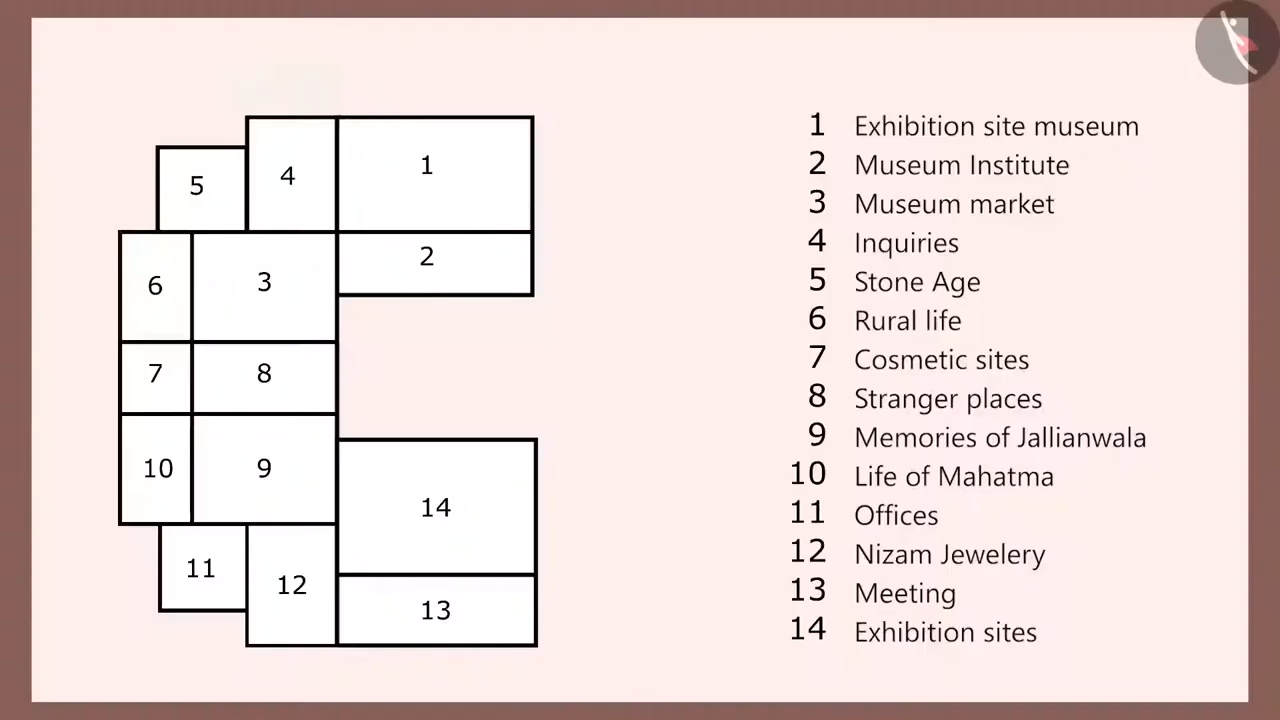 5
4
1
2
6
3
7
8
10
9
14
11
12
13
1 Exhibition site museum
2 Museum Institute
3 Museum market
4 Inquiries
5 Stone Age
6 Rural life
7 Cosmetic sites
8 Stranger places
9 Memories of Jallianwala
10 Life of Mahatma
11 Offices
12 Nizam Jewelery
13 Meeting
14 Exhibition sites